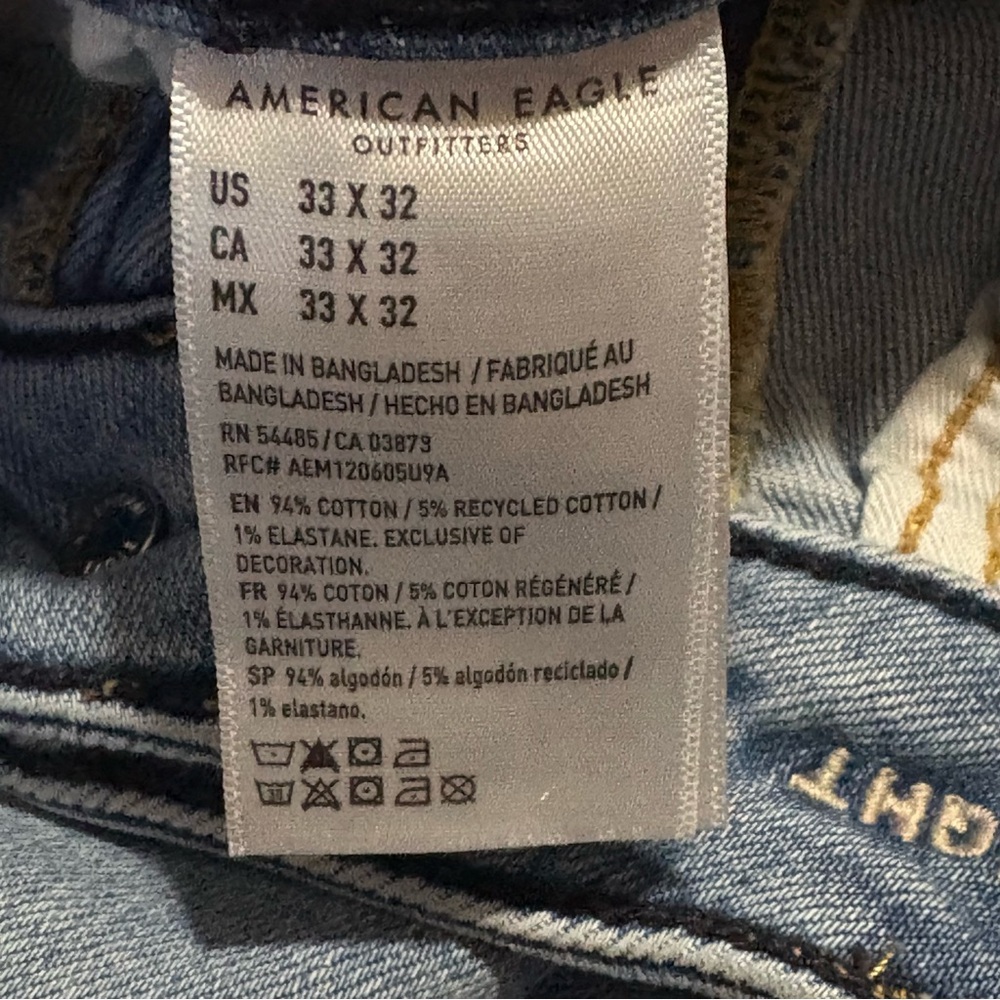 AMERICAN EAGLE
OUTFITTERS
US 33 X 32
CA 33 X 32
MX 33 X 32
MADE IN BANGLADESH / FABRIQUÉ AU
BANGLADESH / HECHO EN BANGLADESH
RN 54485 / CA 03879
RFC# AEM120605U9A
EN 94% COTTON / 5% RECYCLED COTTON /
1% ELASTANE. EXCLUSIVE OF
DECORATION.
FR 94% COTON / 5% COTON RÉGÉNÉRÉ /
1% ÉLASTHANNE. À L'EXCEPTION DE LA
GARNITURE.
SP 94% algodón / 5% algodón reciclado /
1% elastano.